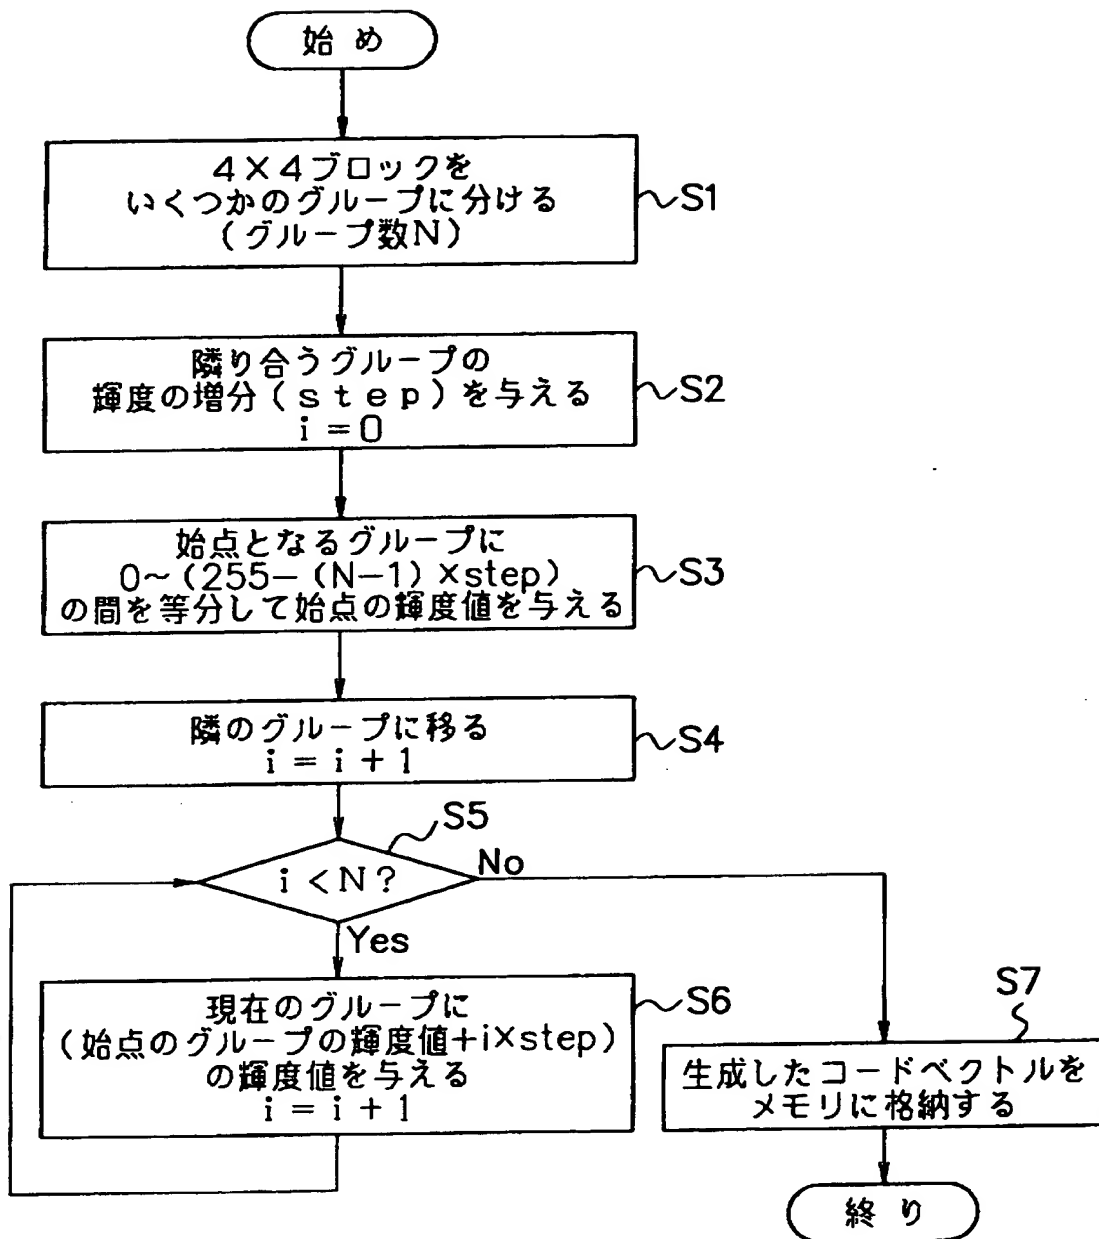 始め
4×4ブロックを
いくつかのグループに分ける
(グループ数N)
S1
隣り合うグループの
輝度の増分(step)を与える
i=0
S2
始点となるグループに
0~(255-(N-1)×step)
の間を等分して始点の輝度値を与える
S3
隣のグループに移る
i=i+1
S4
S5
i<N?
No
Yes
現在のグループに
(始点のグループの輝度値+i×step)
の輝度値を与える
i=i+1
S6
S7
生成したコードベクトルを
メモリに格納する
終り